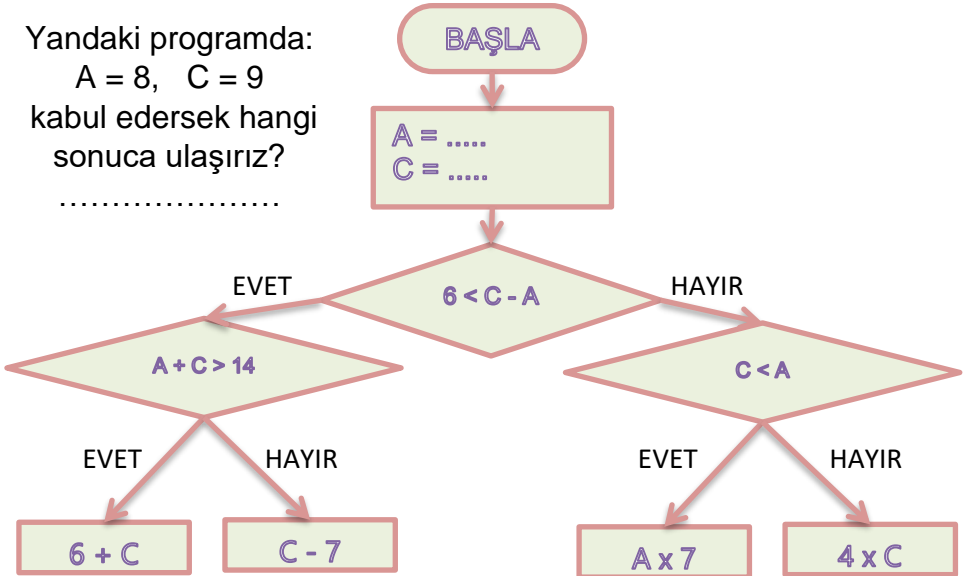 Yandaki programda:
A = 8, C = 9
kabul edersek hangi
sonuca ulaşırız?
…………………
BAŞLA
A = .....
C = .....
EVET
6 < C - A
HAYIR
A + C > 14
C < A
EVET
HAYIR
EVET
HAYIR
6 + C
C - 7
A x 7
4 x C